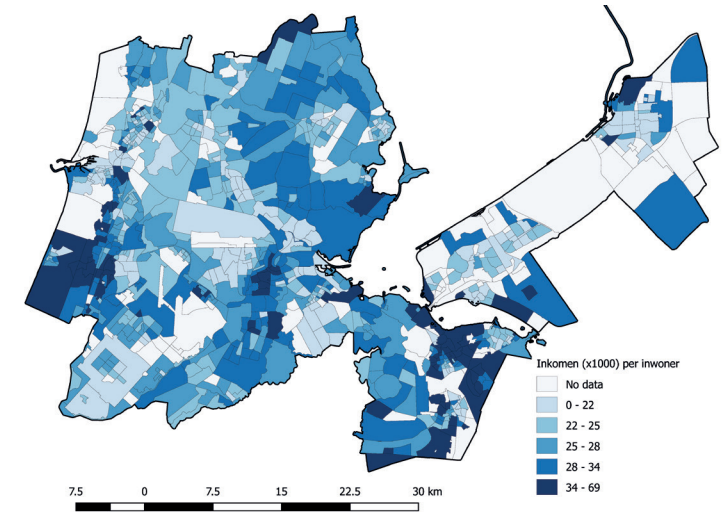 Inkomen (x1000) per inwoner
No data
0 - 22
22 - 25
25 - 28
28 - 34
34 - 69
7.5 0 7.5 15 22.5 30 km